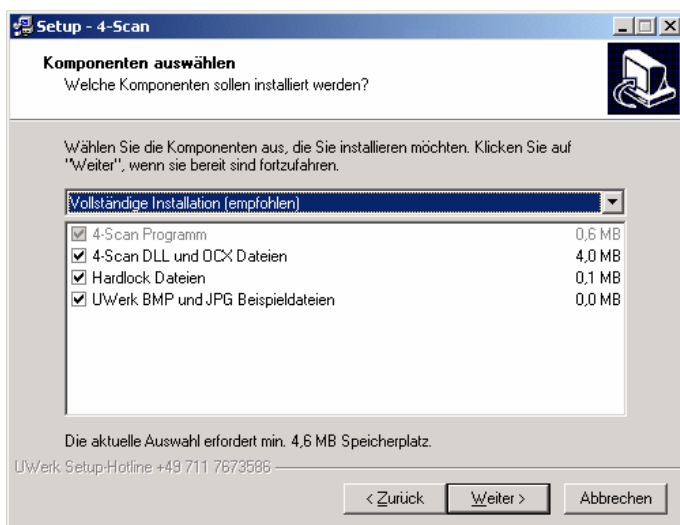 Setup - 4-Scan
Komponenten auswählen
Welche Komponenten sollen installiert werden?
Wählen Sie die Komponenten aus, die Sie installieren möchten. Klicken Sie auf
"Weiter", wenn sie bereit sind fortzufahren.
Vollständige Installation (empfohlen)
4-Scan Programm 0,6 MB
4-Scan DLL und OCX Dateien 4,0 MB
Hardlock Dateien 0,1 MB
UWerk BMP und JPG Beispieldateien 0,0 MB
Die aktuelle Auswahl erfordert min. 4,6 MB Speicherplatz.
UWerk Setup-Hotline +49 711 7673586
< Zurück Weiter > Abbrechen